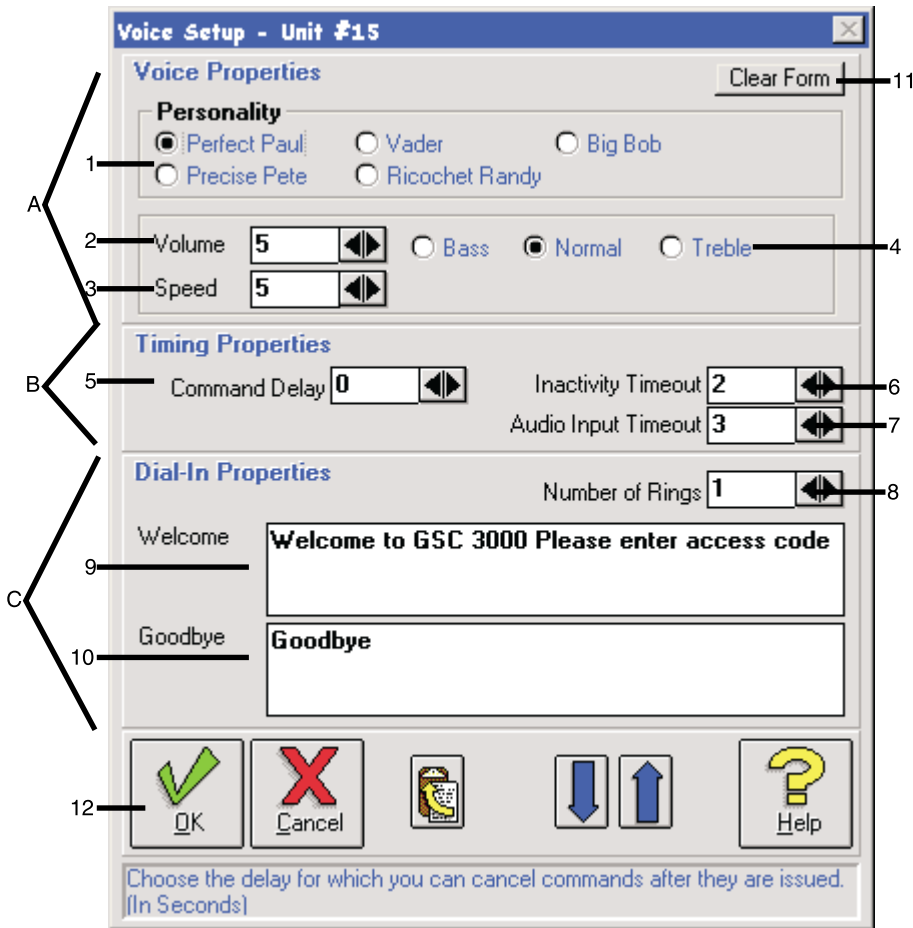 Voice Setup - Unit #15
Voice Properties
Clear Form
11
Personality
Perfect Paul Vader Big Bob
1
Precise Pete Ricochet Randy
A
2 Volume 5 Bass Normal Treble 4
3 Speed 5
Timing Properties
B
5 Command Delay 0 Inactivity Timeout 2 6
Audio Input Timeout 3 7
Dial-In Properties
Number of Rings 1 8
Welcome Welcome to GSC 3000 Please enter access code
9
C
Goodbye Goodbye
10
12
OK Cancel Help
Choose the delay for which you can cancel commands after they are issued.
(In Seconds)